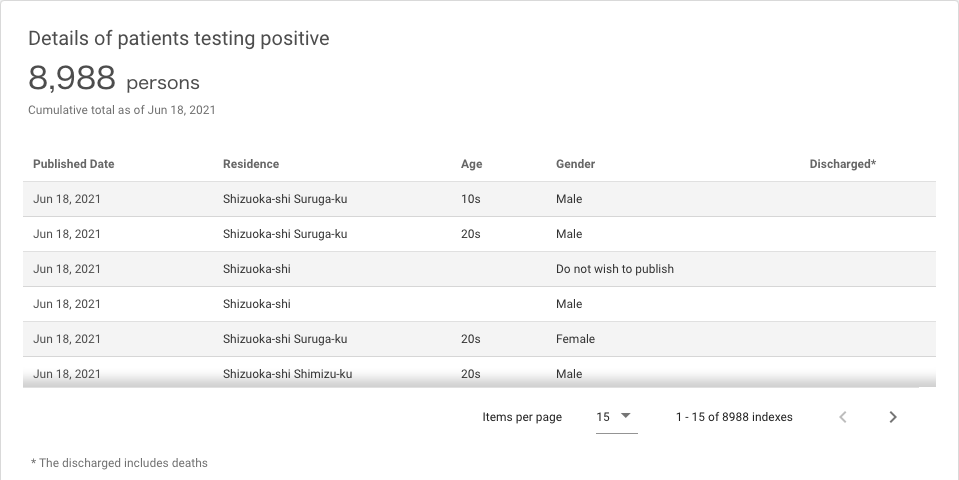 Details of patients testing positive
8,988 persons
Cumulative total as of Jun 18, 2021
Published Date Residence Age Gender Discharged*
Jun 18, 2021 Shizuoka-shi Suruga-ku 10s Male
Jun 18, 2021 Shizuoka-shi Suruga-ku 20s Male
Jun 18, 2021 Shizuoka-shi Do not wish to publish
Jun 18, 2021 Shizuoka-shi Male
Jun 18, 2021 Shizuoka-shi Suruga-ku 20s Female
Jun 18, 2021 Shizuoka-shi Shimizu-ku 20s Male
Items per page 15 1 - 15 of 8988 indexes
* The discharged includes deaths